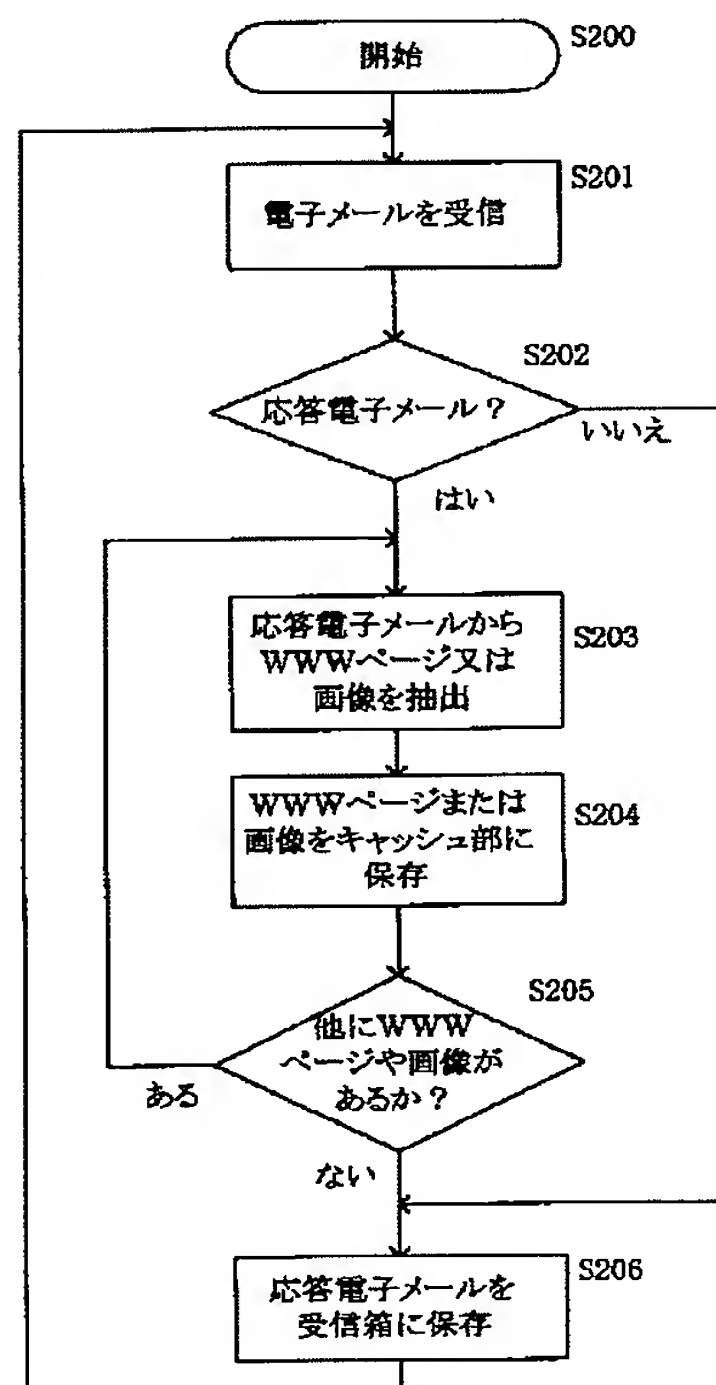 開始
S200
電子メールを受信
S201
S202
応答電子メール?
いいえ
はい
応答電子メールから
WWWページ又は
画像を抽出
S203
WWWページまたは
画像をキャッシュ部に
保存
S204
S205
他にWWW
ページや画像が
あるか?
ある
ない
応答電子メールを
受信箱に保存
S206